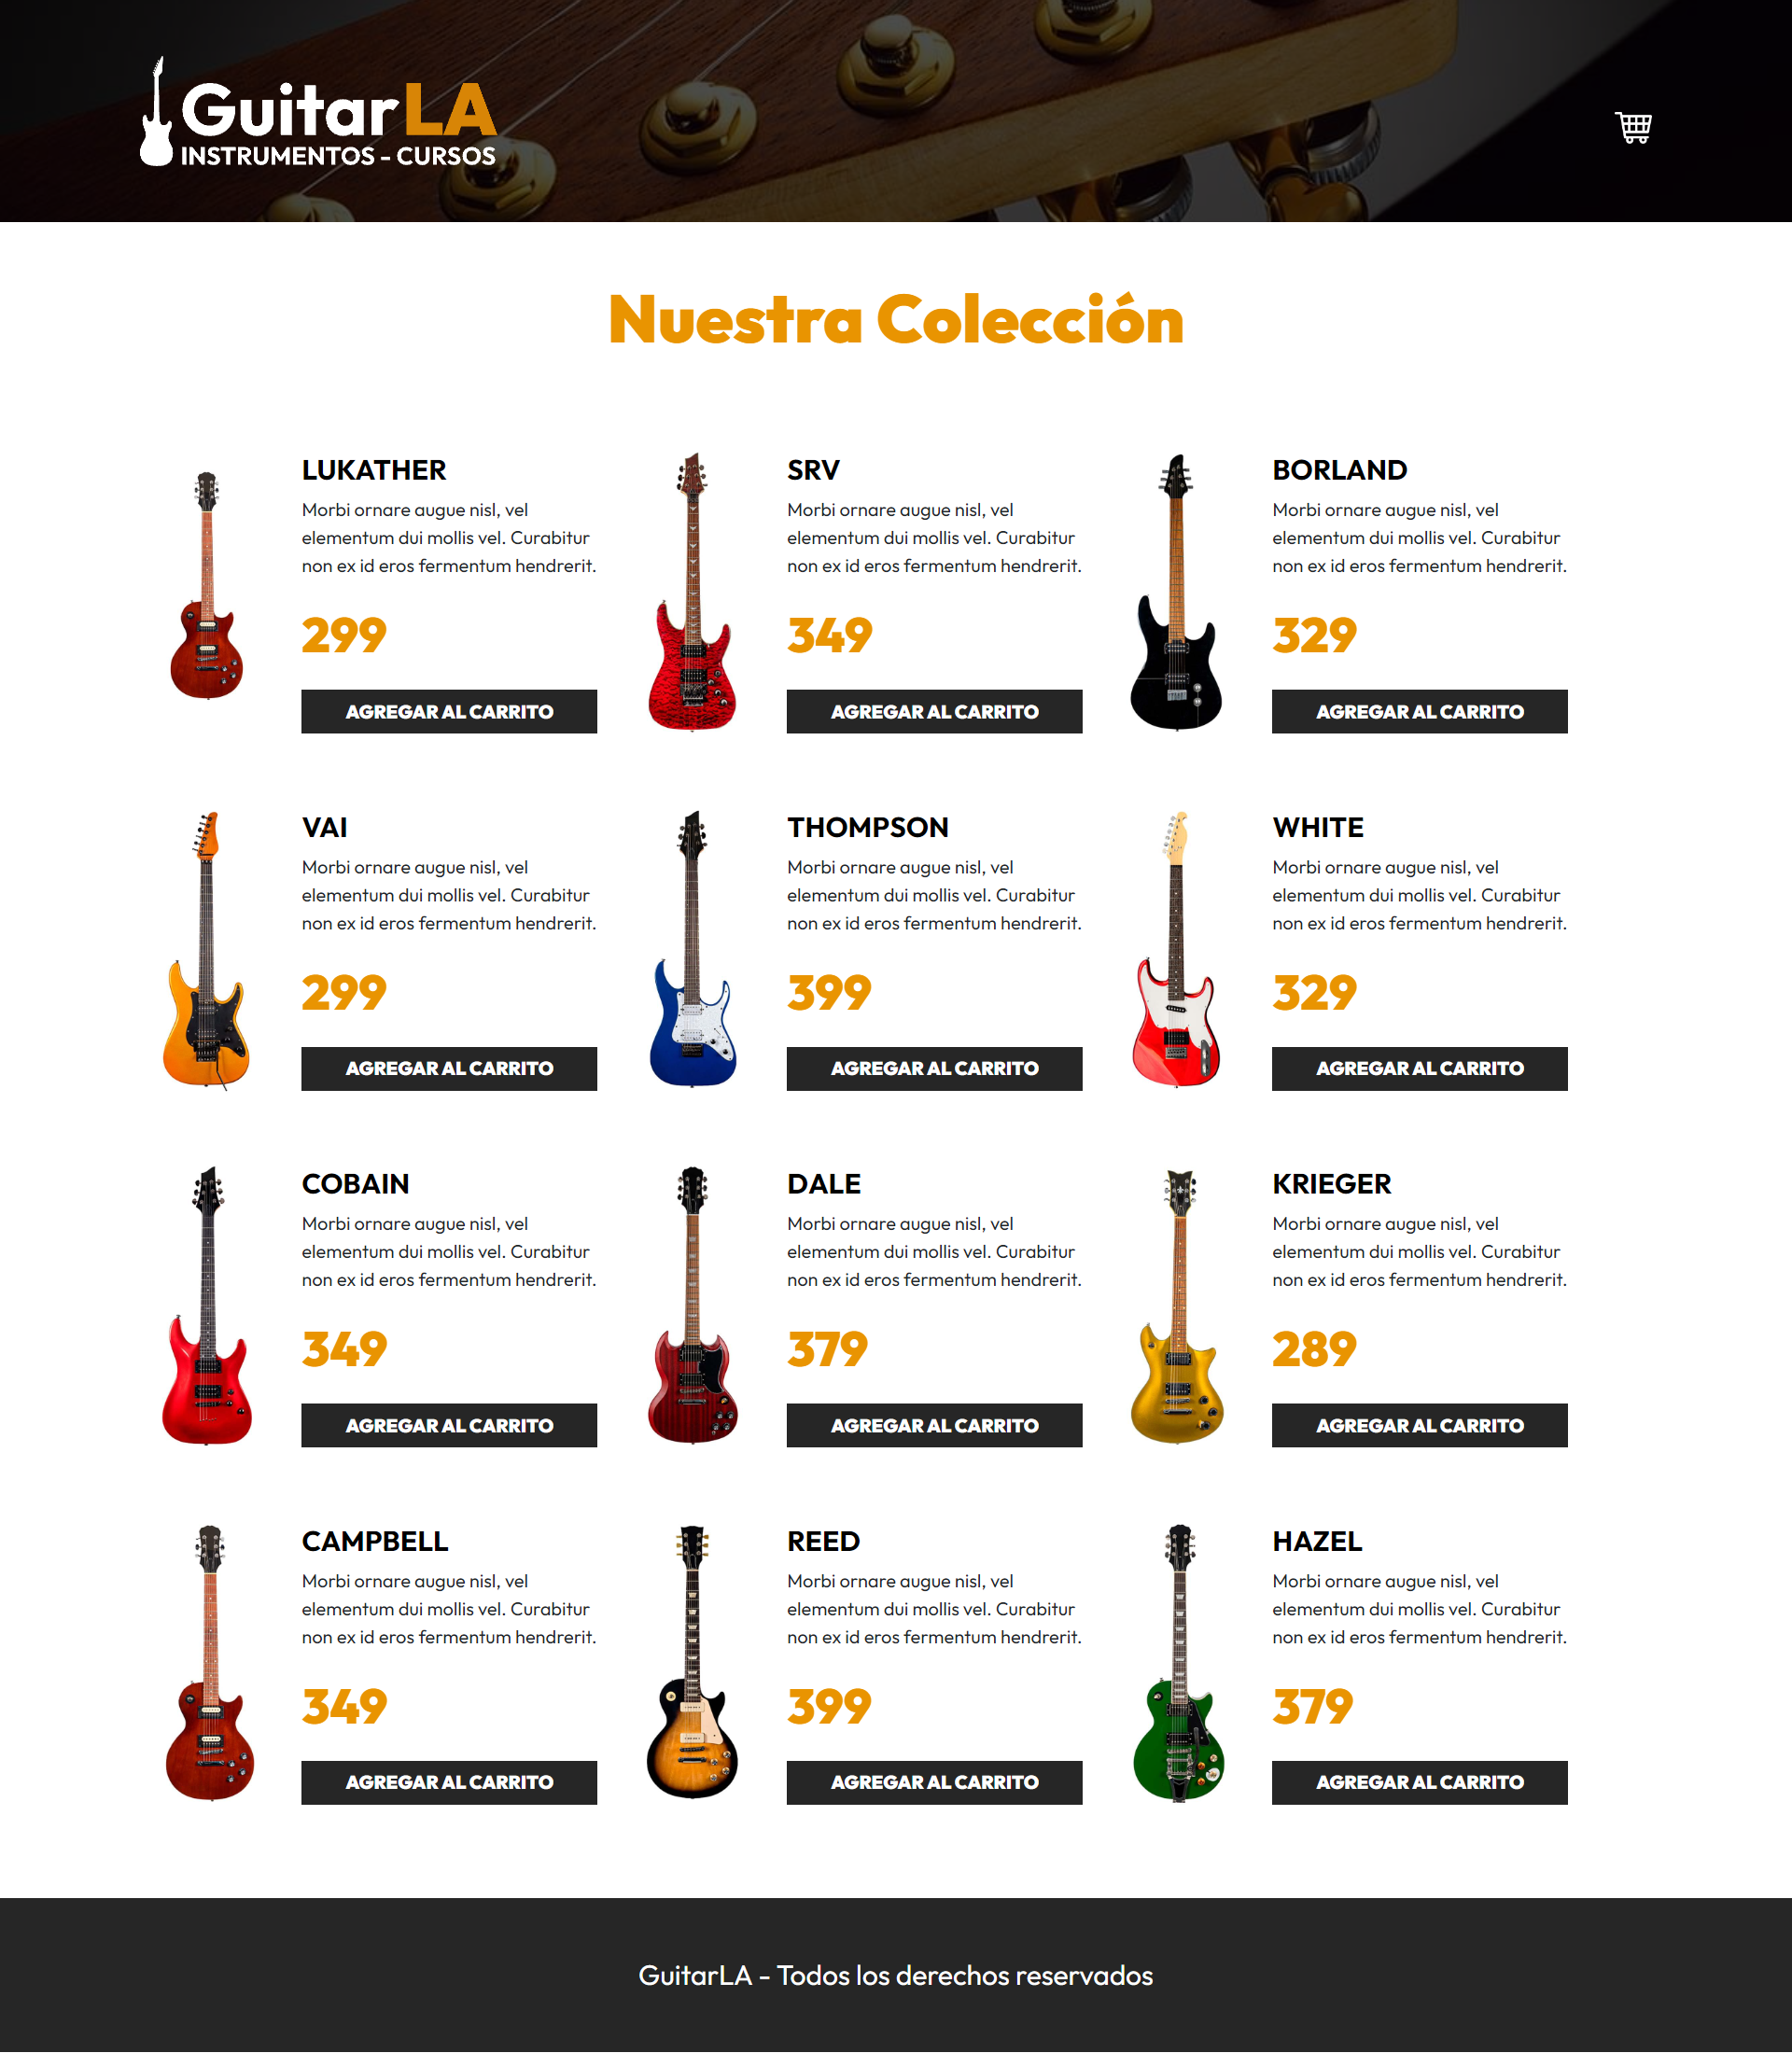 GuitarLA
INSTRUMENTOS - CURSOS
Nuestra Colección
LUKATHER
Morbi ornare augue nisl, vel
elementum dui mollis vel. Curabitur
non ex id eros fermentum hendrerit.
299
AGREGAR AL CARRITO
SRV
Morbi ornare augue nisl, vel
elementum dui mollis vel. Curabitur
non ex id eros fermentum hendrerit.
349
AGREGAR AL CARRITO
BORLAND
Morbi ornare augue nisl, vel
elementum dui mollis vel. Curabitur
non ex id eros fermentum hendrerit.
329
AGREGAR AL CARRITO
VAI
Morbi ornare augue nisl, vel
elementum dui mollis vel. Curabitur
non ex id eros fermentum hendrerit.
299
AGREGAR AL CARRITO
THOMPSON
Morbi ornare augue nisl, vel
elementum dui mollis vel. Curabitur
non ex id eros fermentum hendrerit.
399
AGREGAR AL CARRITO
WHITE
Morbi ornare augue nisl, vel
elementum dui mollis vel. Curabitur
non ex id eros fermentum hendrerit.
329
AGREGAR AL CARRITO
COBAIN
Morbi ornare augue nisl, vel
elementum dui mollis vel. Curabitur
non ex id eros fermentum hendrerit.
349
AGREGAR AL CARRITO
DALE
Morbi ornare augue nisl, vel
elementum dui mollis vel. Curabitur
non ex id eros fermentum hendrerit.
379
AGREGAR AL CARRITO
KRIEGER
Morbi ornare augue nisl, vel
elementum dui mollis vel. Curabitur
non ex id eros fermentum hendrerit.
289
AGREGAR AL CARRITO
CAMPBELL
Morbi ornare augue nisl, vel
elementum dui mollis vel. Curabitur
non ex id eros fermentum hendrerit.
349
AGREGAR AL CARRITO
REED
Morbi ornare augue nisl, vel
elementum dui mollis vel. Curabitur
non ex id eros fermentum hendrerit.
399
AGREGAR AL CARRITO
HAZEL
Morbi ornare augue nisl, vel
elementum dui mollis vel. Curabitur
non ex id eros fermentum hendrerit.
379
AGREGAR AL CARRITO
GuitarLA - Todos los derechos reservados